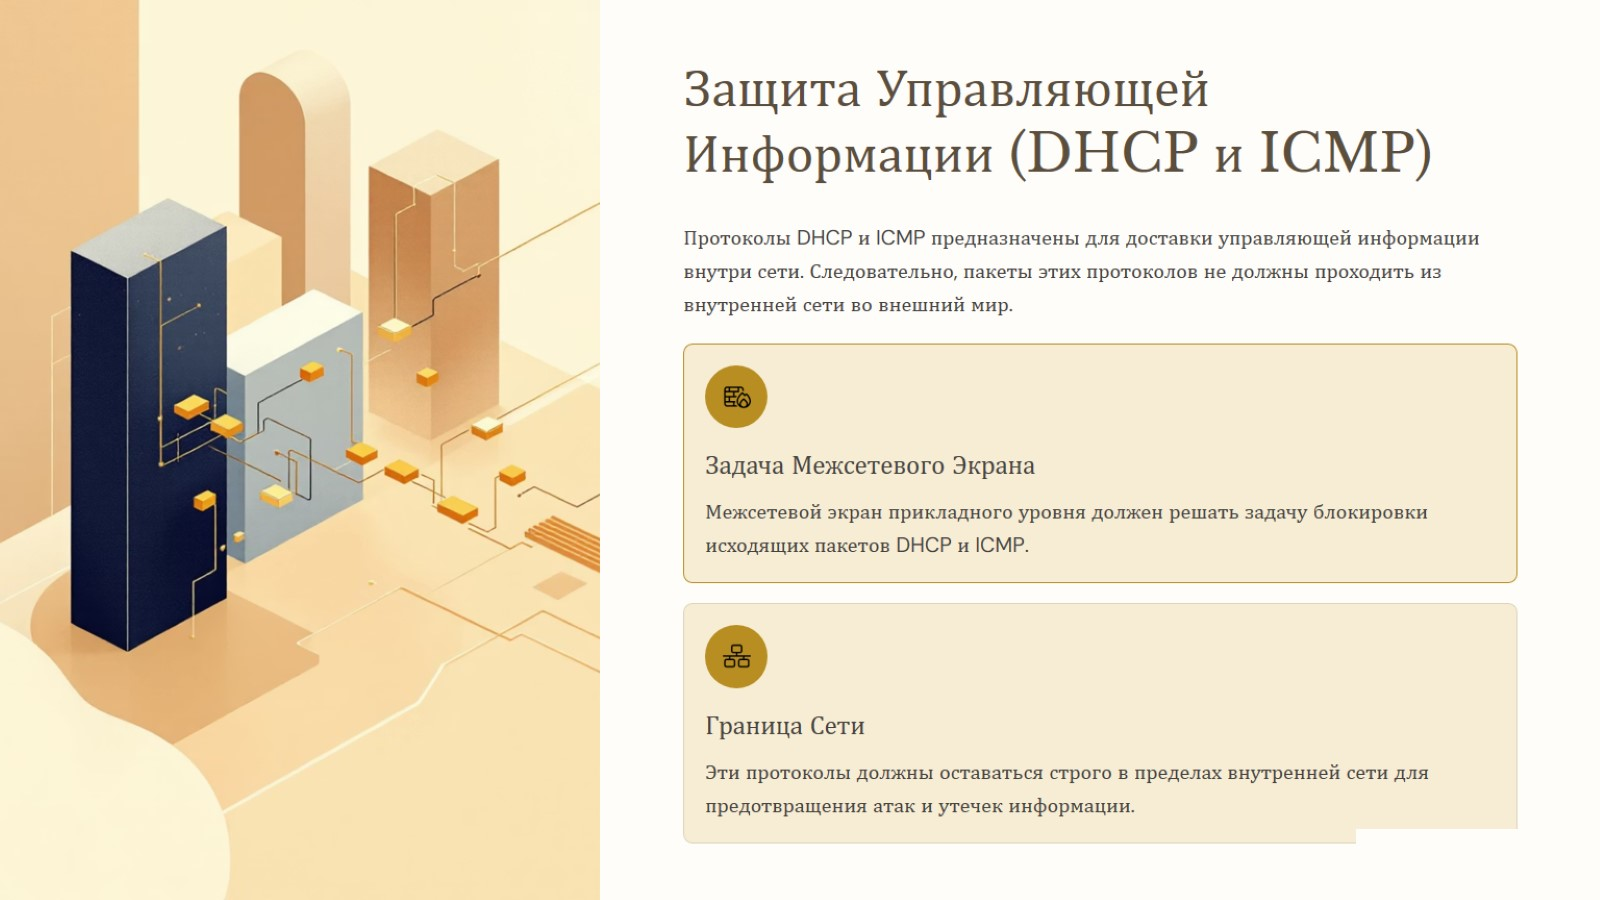 Защита Управляющей
Информации (DHCP и ICMP)
Протоколы DHCP и ICMP предназначены для доставки управляющей информации
внутри сети. Следовательно, пакеты этих протоколов не должны проходить из
внутренней сети во внешний мир.
Задача Межсетевого Экрана
Межсетевой экран прикладного уровня должен решать задачу блокировки
исходящих пакетов DHCP и ICMP.
Граница Сети
Эти протоколы должны оставаться строго в пределах внутренней сети для
предотвращения атак и утечек информации.